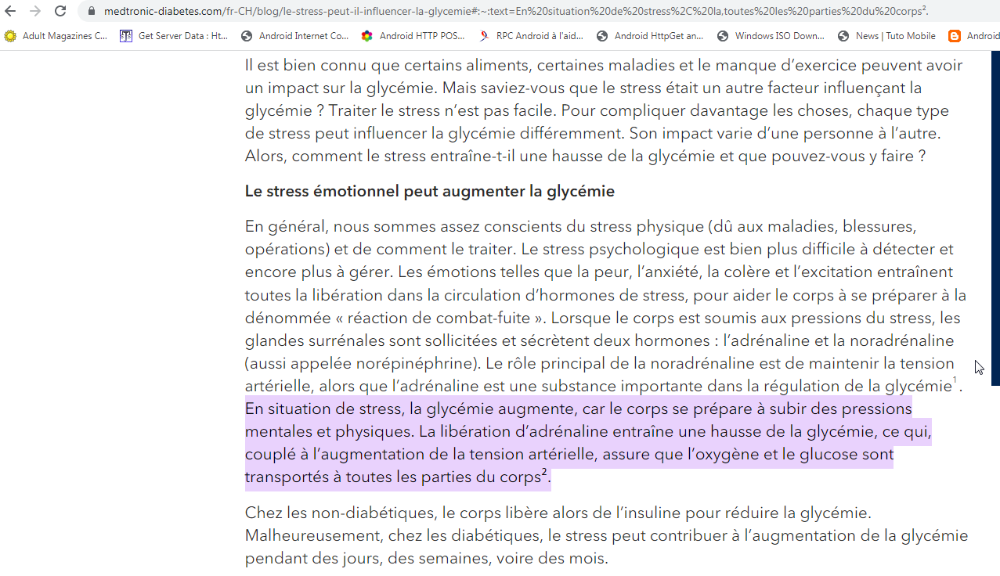 medtronic-diabetes.com/fr-CH/blog/le-stress-peut-il-influencer-la-glycemie#:~:text=En%20situation%20de%20stress%2C%20la,toutes%20les%20parties%20du%20corps².
Adult Magazines C... Get Server Data : Ht... Android Internet Co... Android HTTP POS... RPC Android à l'aid... Android HttpGet an... Windows ISO Down... News | Tuto Mobile Android
Il est bien connu que certains aliments, certaines maladies et le manque d’exercice peuvent avoir
un impact sur la glycémie. Mais saviez-vous que le stress était un autre facteur influençant la
glycémie ? Traiter le stress n’est pas facile. Pour compliquer davantage les choses, chaque type
de stress peut influencer la glycémie différemment. Son impact varie d’une personne à l’autre.
Alors, comment le stress entraîne-t-il une hausse de la glycémie et que pouvez-vous y faire ?
Le stress émotionnel peut augmenter la glycémie
En général, nous sommes assez conscients du stress physique (dû aux maladies, blessures,
opérations) et de comment le traiter. Le stress psychologique est bien plus difficile à détecter et
encore plus à gérer. Les émotions telles que la peur, l’anxiété, la colère et l’excitation entraînent
toutes la libération dans la circulation d’hormones de stress, pour aider le corps à se préparer à la
dénommée « réaction de combat-fuite ». Lorsque le corps est soumis aux pressions du stress, les
glandes surrénales sont sollicitées et sécrètent deux hormones : l’adrénaline et la noradrénaline
(aussi appelée norépinéphrine). Le rôle principal de la noradrénaline est de maintenir la tension
artérielle, alors que l’adrénaline est une substance importante dans la régulation de la glycémie¹.
En situation de stress, la glycémie augmente, car le corps se prépare à subir des pressions
mentales et physiques. La libération d’adrénaline entraîne une hausse de la glycémie, ce qui,
couplé à l’augmentation de la tension artérielle, assure que l’oxygène et le glucose sont
transportés à toutes les parties du corps².
Chez les non-diabétiques, le corps libère alors de l’insuline pour réduire la glycémie.
Malheureusement, chez les diabétiques, le stress peut contribuer à l’augmentation de la glycémie
pendant des jours, des semaines, voire des mois.